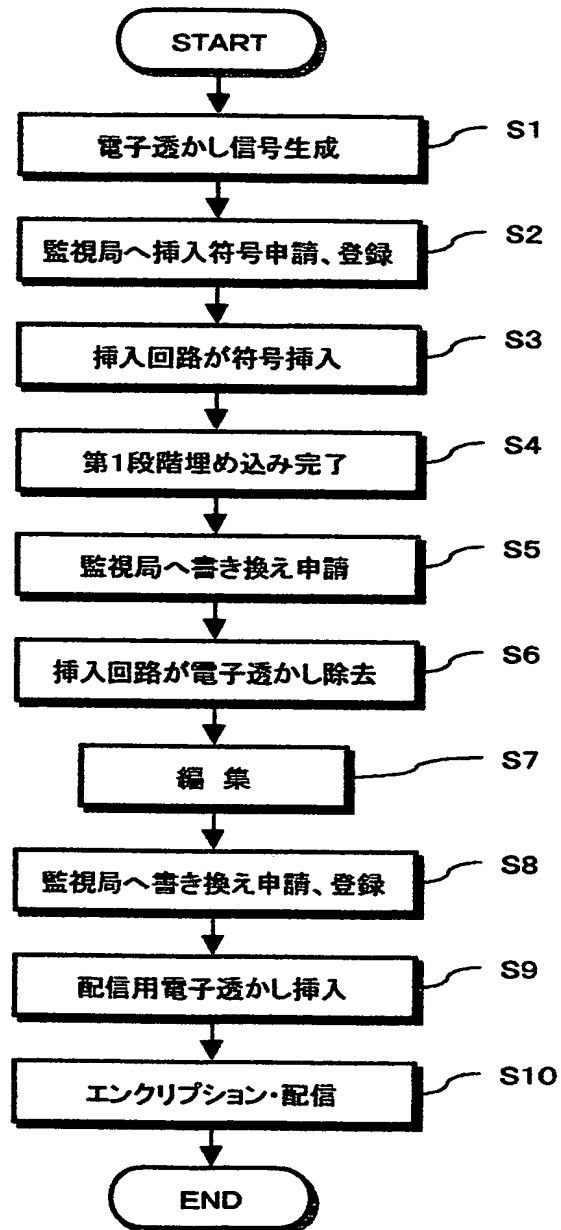 START
電子透かし信号生成 S1
監視局へ挿入符号申請、登録 S2
挿入回路が符号挿入 S3
第1段階埋め込み完了 S4
監視局へ書き換え申請 S5
挿入回路が電子透かし除去 S6
編 集 S7
監視局へ書き換え申請、登録 S8
配信用電子透かし挿入 S9
エンクリプション・配信 S10
END